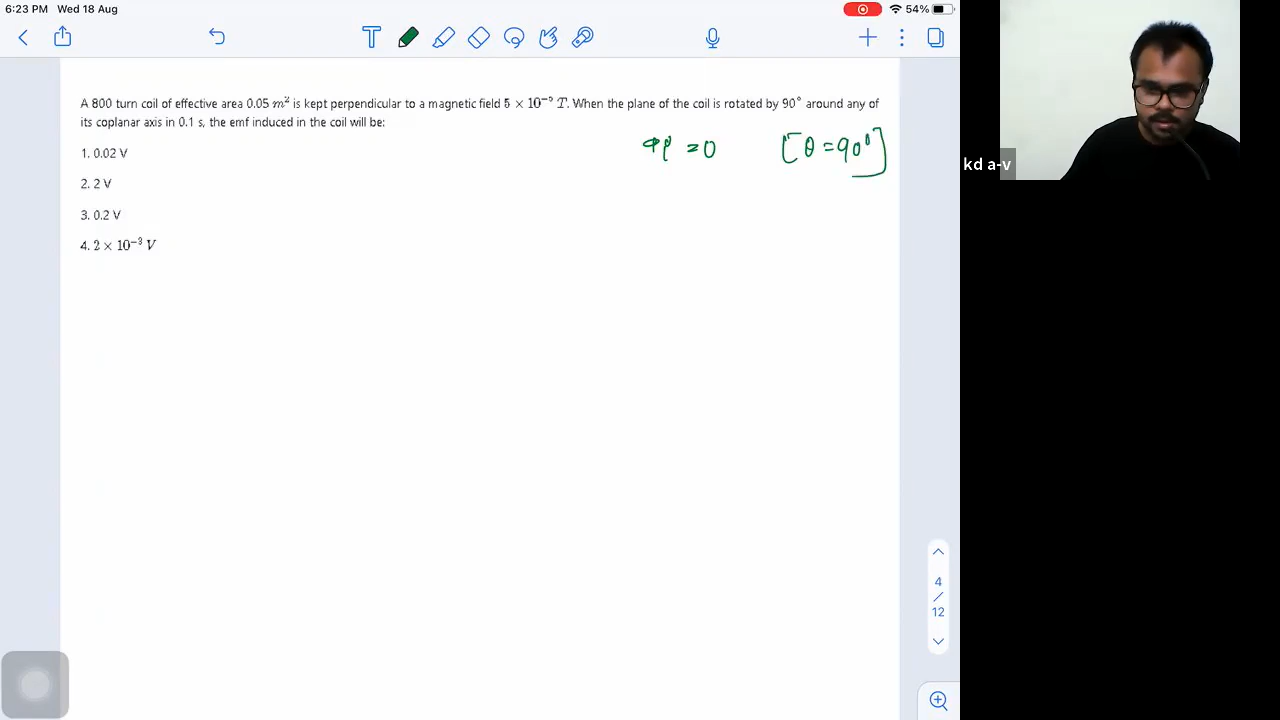 6:23 PM Wed 18 Aug 54%
A 800 turn coil of effective area 0.05 m² is kept perpendicular to a magnetic field 5 × 10⁻⁵ T. When the plane of the coil is rotated by 90° around any of
its coplanar axis in 0.1 s, the emf induced in the coil will be:
= 0 [θ = 90°]
1. 0.02 V
2. 2 V
3. 0.2 V
4. 2 × 10⁻³ V
kd a-v
4
/
12